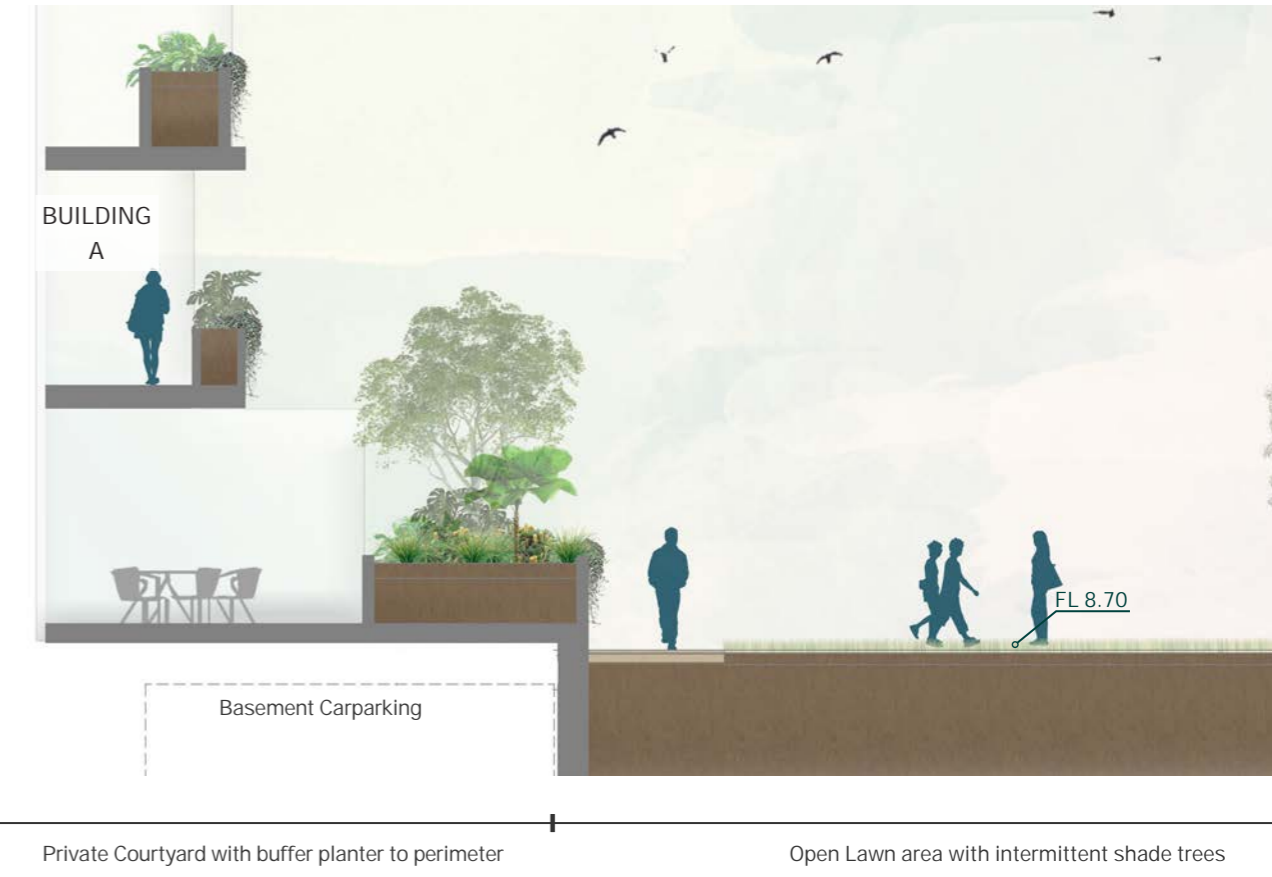 BUILDING
A
FL 8.70
Basement Carparking
Private Courtyard with buffer planter to perimeter
Open Lawn area with intermittent shade trees